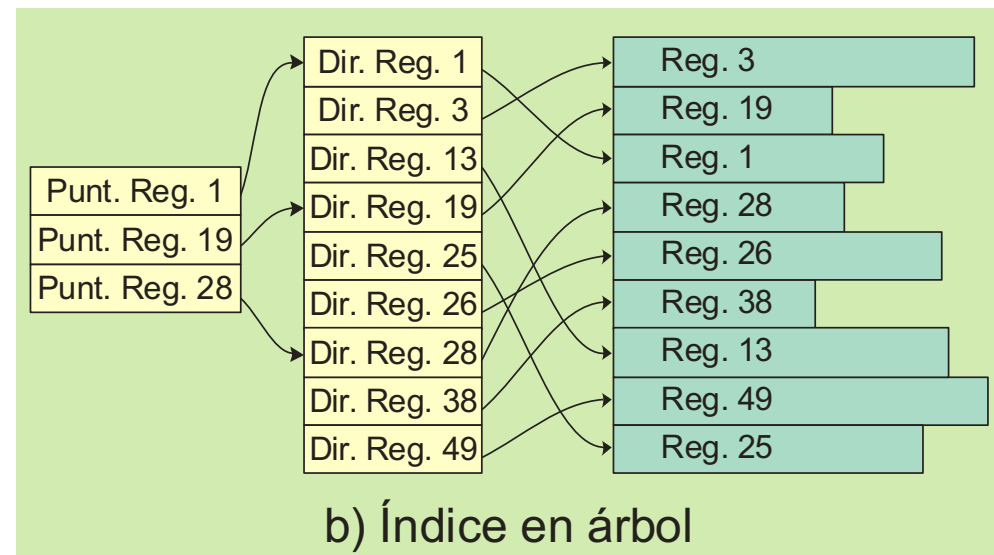 Punt. Reg. 1
Punt. Reg. 19
Punt. Reg. 28
Dir. Reg. 1
Dir. Reg. 3
Dir. Reg. 13
Dir. Reg. 19
Dir. Reg. 25
Dir. Reg. 26
Dir. Reg. 28
Dir. Reg. 38
Dir. Reg. 49
Reg. 3
Reg. 19
Reg. 1
Reg. 28
Reg. 26
Reg. 38
Reg. 13
Reg. 49
Reg. 25
b) Índice en árbol